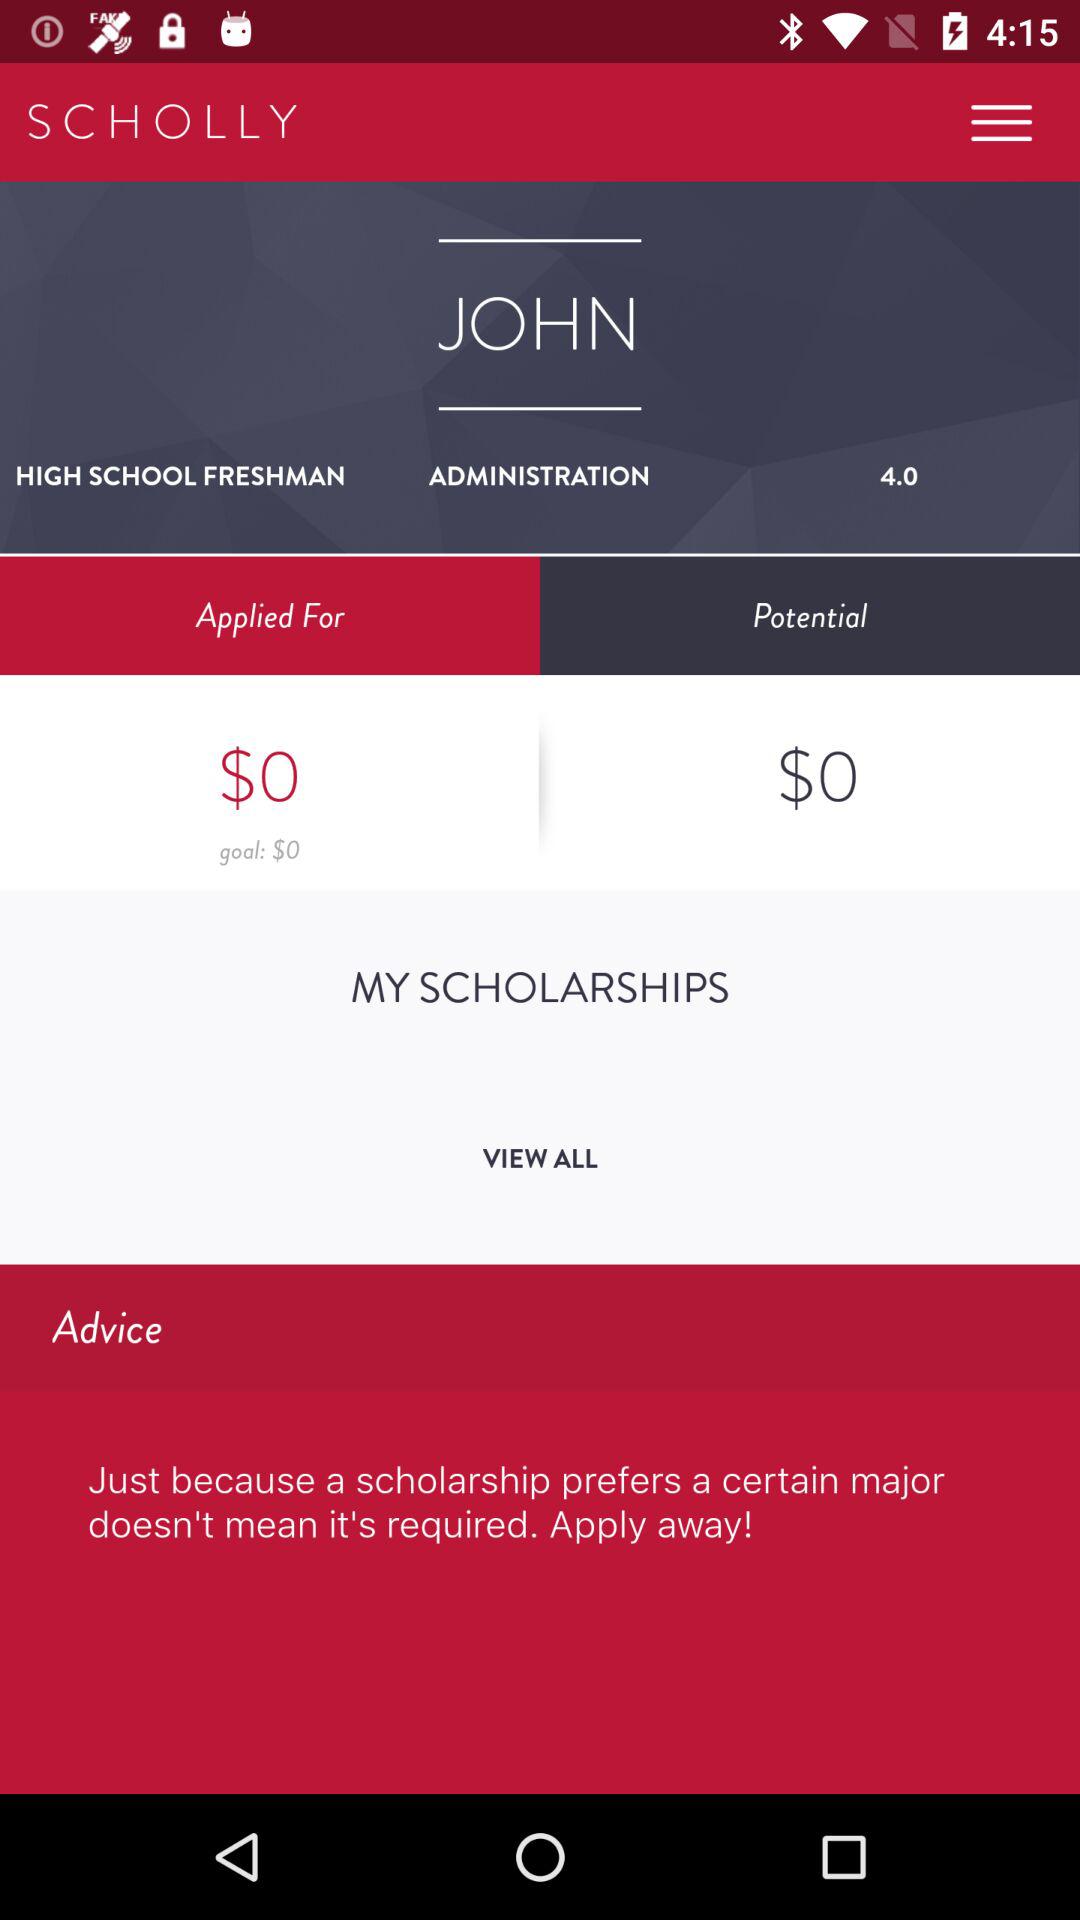 FAKE
4:15
SCHOLLY
JOHN
HIGH SCHOOL FRESHMAN ADMINISTRATION 4.0
Applied For Potential
$0 $0
goal: $0
MY SCHOLARSHIPS
VIEW ALL
Advice
Just because a scholarship prefers a certain major
doesn't mean it's required. Apply away!